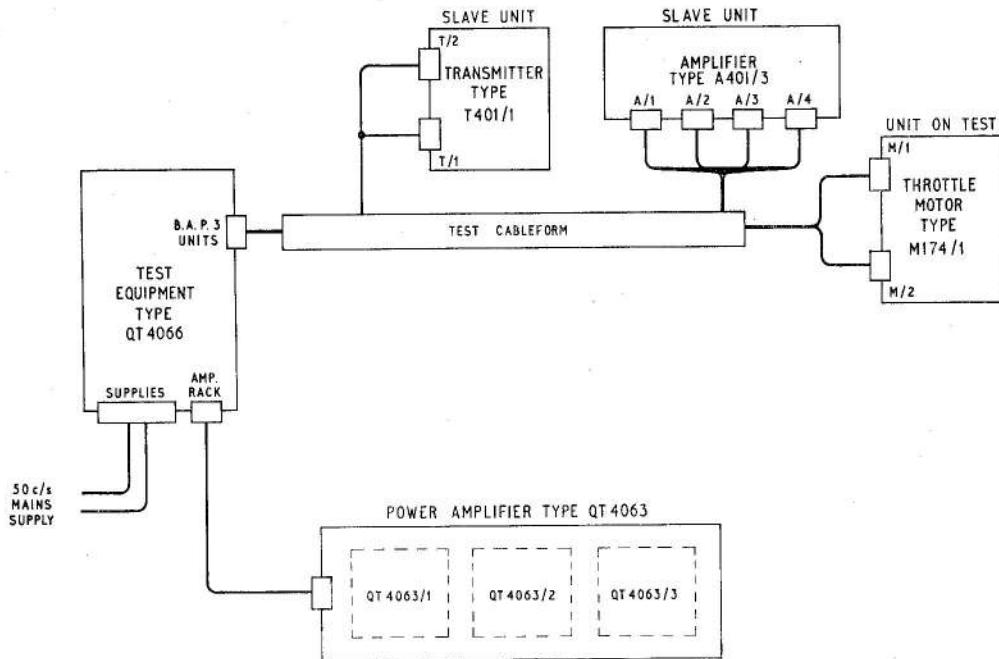 SLAVE UNIT
T/2
TRANSMITTER
TYPE
T401/1
T/1
SLAVE UNIT
AMPLIFIER
TYPE A401/3
A/1
A/2
A/3
A/4
UNIT ON TEST
M/1
THROTTLE
MOTOR
TYPE
M174/1
M/2
B.A.P. 3
UNITS
TEST CABLEFORM
TEST
EQUIPMENT
TYPE
QT 4066
SUPPLIES
AMP.
RACK
50 c/s
MAINS
SUPPLY
POWER AMPLIFIER TYPE QT 4063
QT 4063/1
QT 4063/2
QT 4063/3